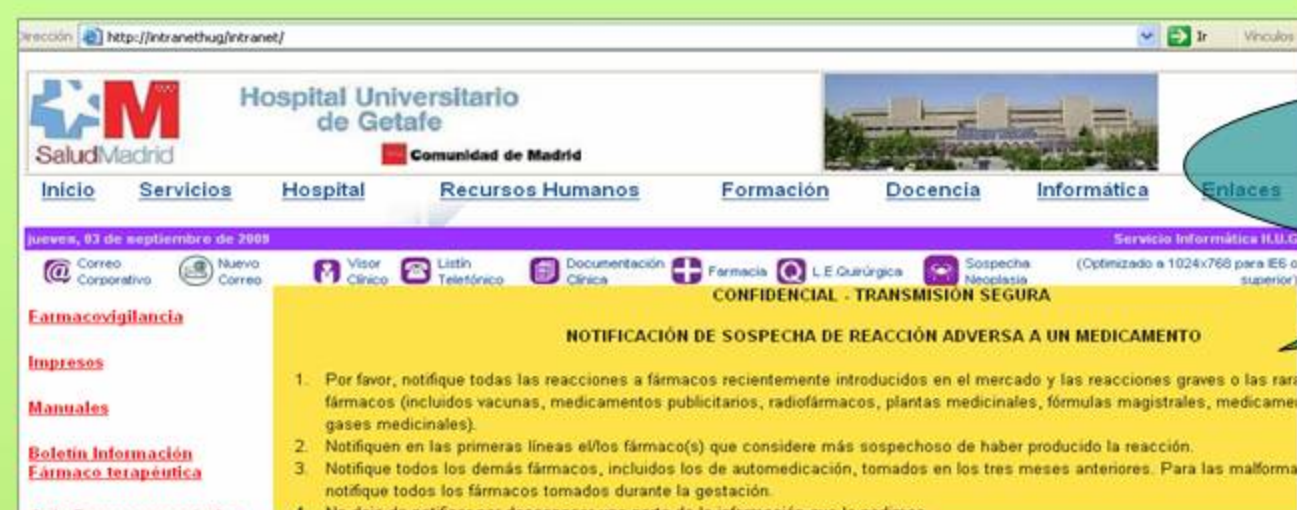 Dirección http://intranethug/intranet/ Ir Vínculos
SaludMadrid
Hospital Universitario
de Getafe
Comunidad de Madrid
Inicio Servicios Hospital Recursos Humanos Formación Docencia Informática Enlaces
jueves, 03 de septiembre de 2009 Servicio Informática H.U.G
Correo Corporativo
Nuevo Correo
Visor Clínico
Listín Telefónico
Documentación Clínica
Farmacia
L.E.Quirúrgica
Sospecha Neoplasia
(Optimizado a 1024x768 para IE6 o
superior)
CONFIDENCIAL - TRANSMISIÓN SEGURA
Farmacovigilancia
Impresos
Manuales
Boletín Información
Fármaco terapéutica
NOTIFICACIÓN DE SOSPECHA DE REACCIÓN ADVERSA A UN MEDICAMENTO
1. Por favor, notifique todas las reacciones a fármacos recientemente introducidos en el mercado y las reacciones graves o las rara
fármacos (incluidos vacunas, medicamentos publicitarios, radiofármacos, plantas medicinales, fórmulas magistrales, medicame
gases medicinales).
2. Notifiquen en las primeras líneas el/los fármaco(s) que considere más sospechoso de haber producido la reacción.
3. Notifique todos los demás fármacos, incluidos los de automedicación, tomados en los tres meses anteriores. Para las malforma
notifique todos los fármacos tomados durante la gestación.